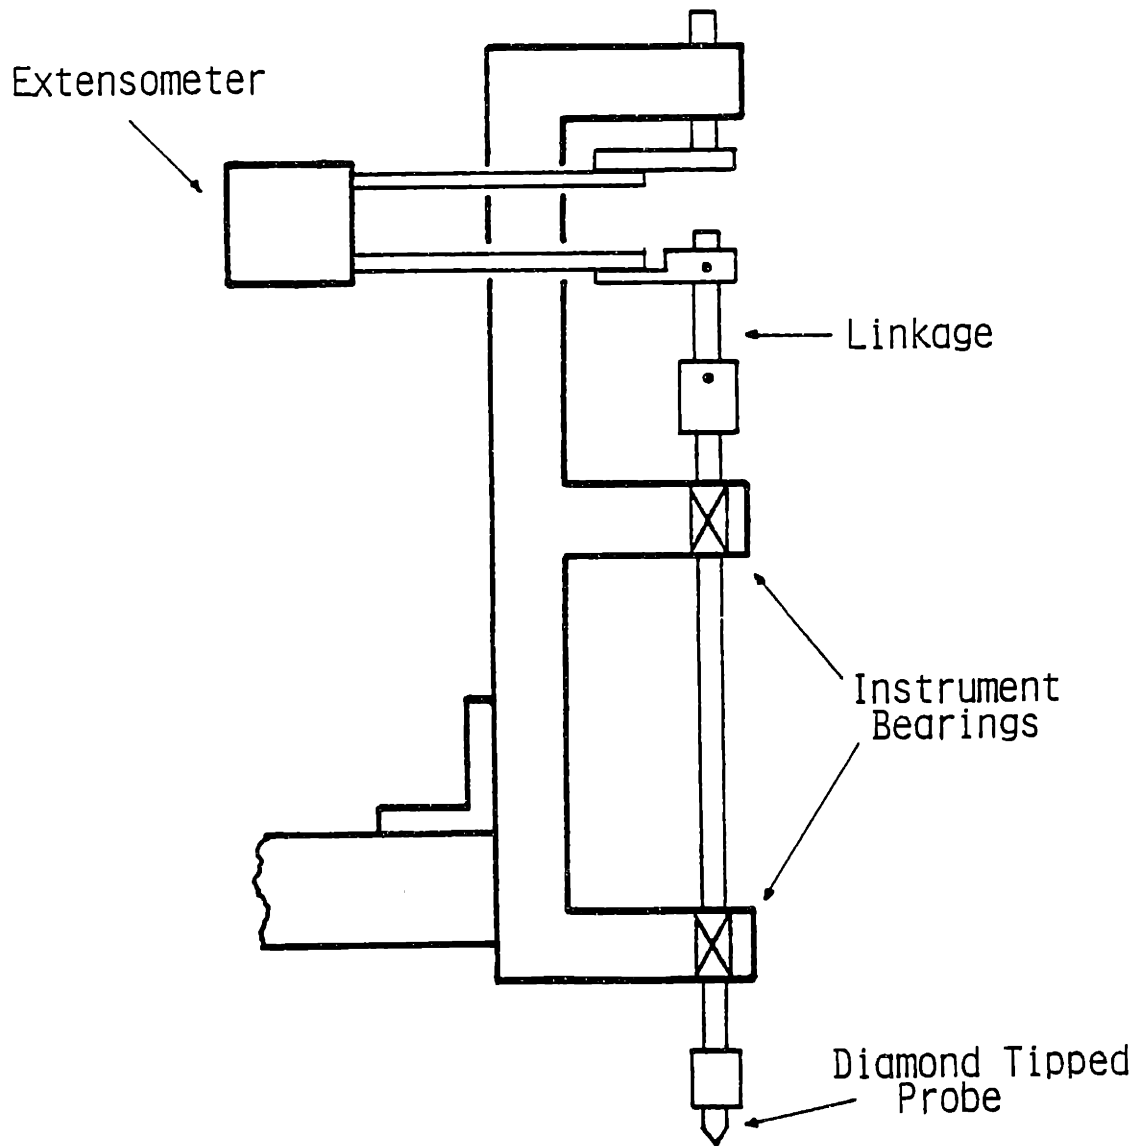 Extensometer
Linkage
Instrument
Bearings
Diamond Tipped
Probe